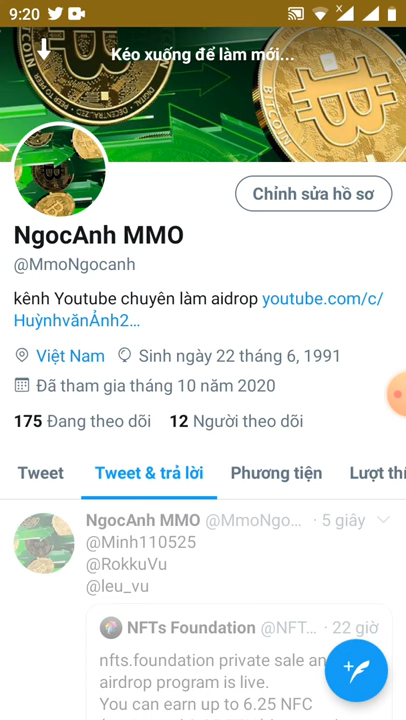 9:20
Kéo xuống để làm mới...
Chỉnh sửa hồ sơ
NgocAnh MMO
@MmoNgocanh
kênh Youtube chuyên làm aidrop youtube.com/c/
HuỳnhvănẢnh2...
Việt Nam Sinh ngày 22 tháng 6, 1991
Đã tham gia tháng 10 năm 2020
175 Đang theo dõi 12 Người theo dõi
Tweet Tweet & trả lời Phương tiện Lượt thí
NgocAnh MMO @MmoNgo... · 5 giây
@Minh110525
@RokkuVu
@leu_vu
NFTs Foundation @NFT... · 22 giờ
nfts.foundation private sale an
airdrop program is live.
You can earn up to 6.25 NFC